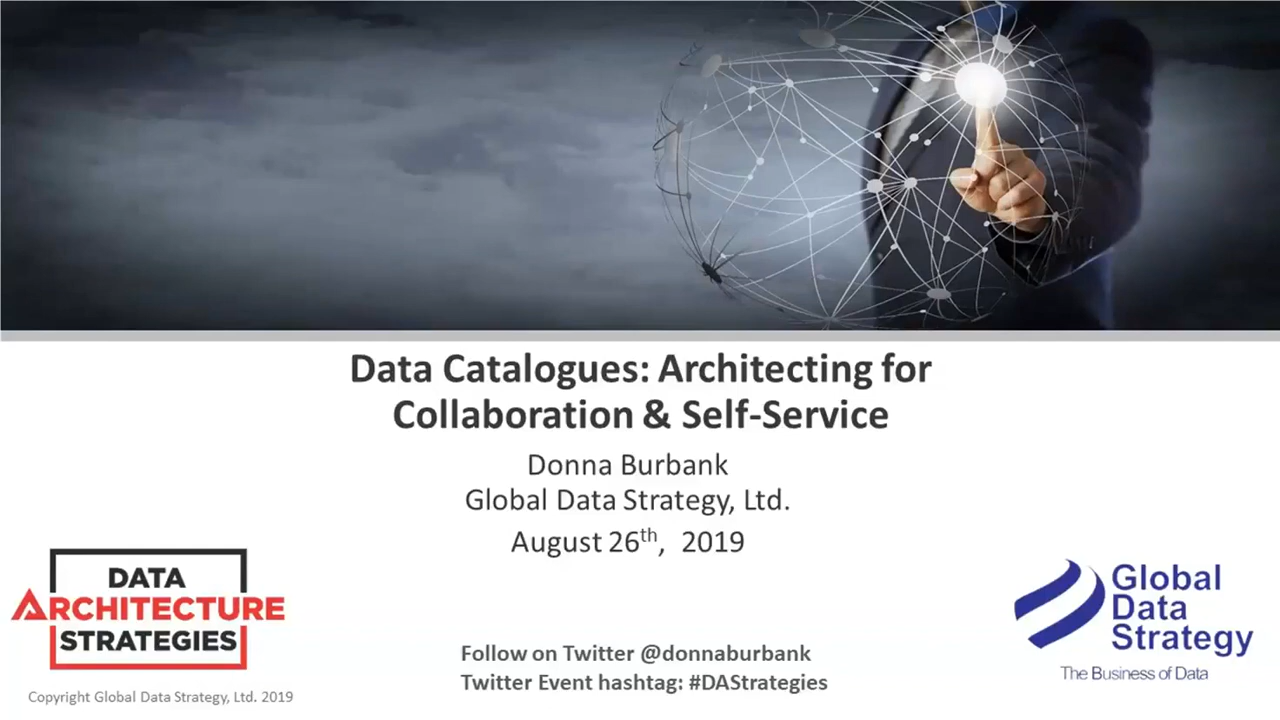 Data Catalogues: Architecting for
Collaboration & Self-Service
Donna Burbank
Global Data Strategy, Ltd.
August 26th, 2019
DATA
ARCHITECTURE
STRATEGIES
Copyright Global Data Strategy, Ltd. 2019
Follow on Twitter @donnaburbank
Twitter Event hashtag: #DAStrategies
Global
Data
Strategy
The Business of Data